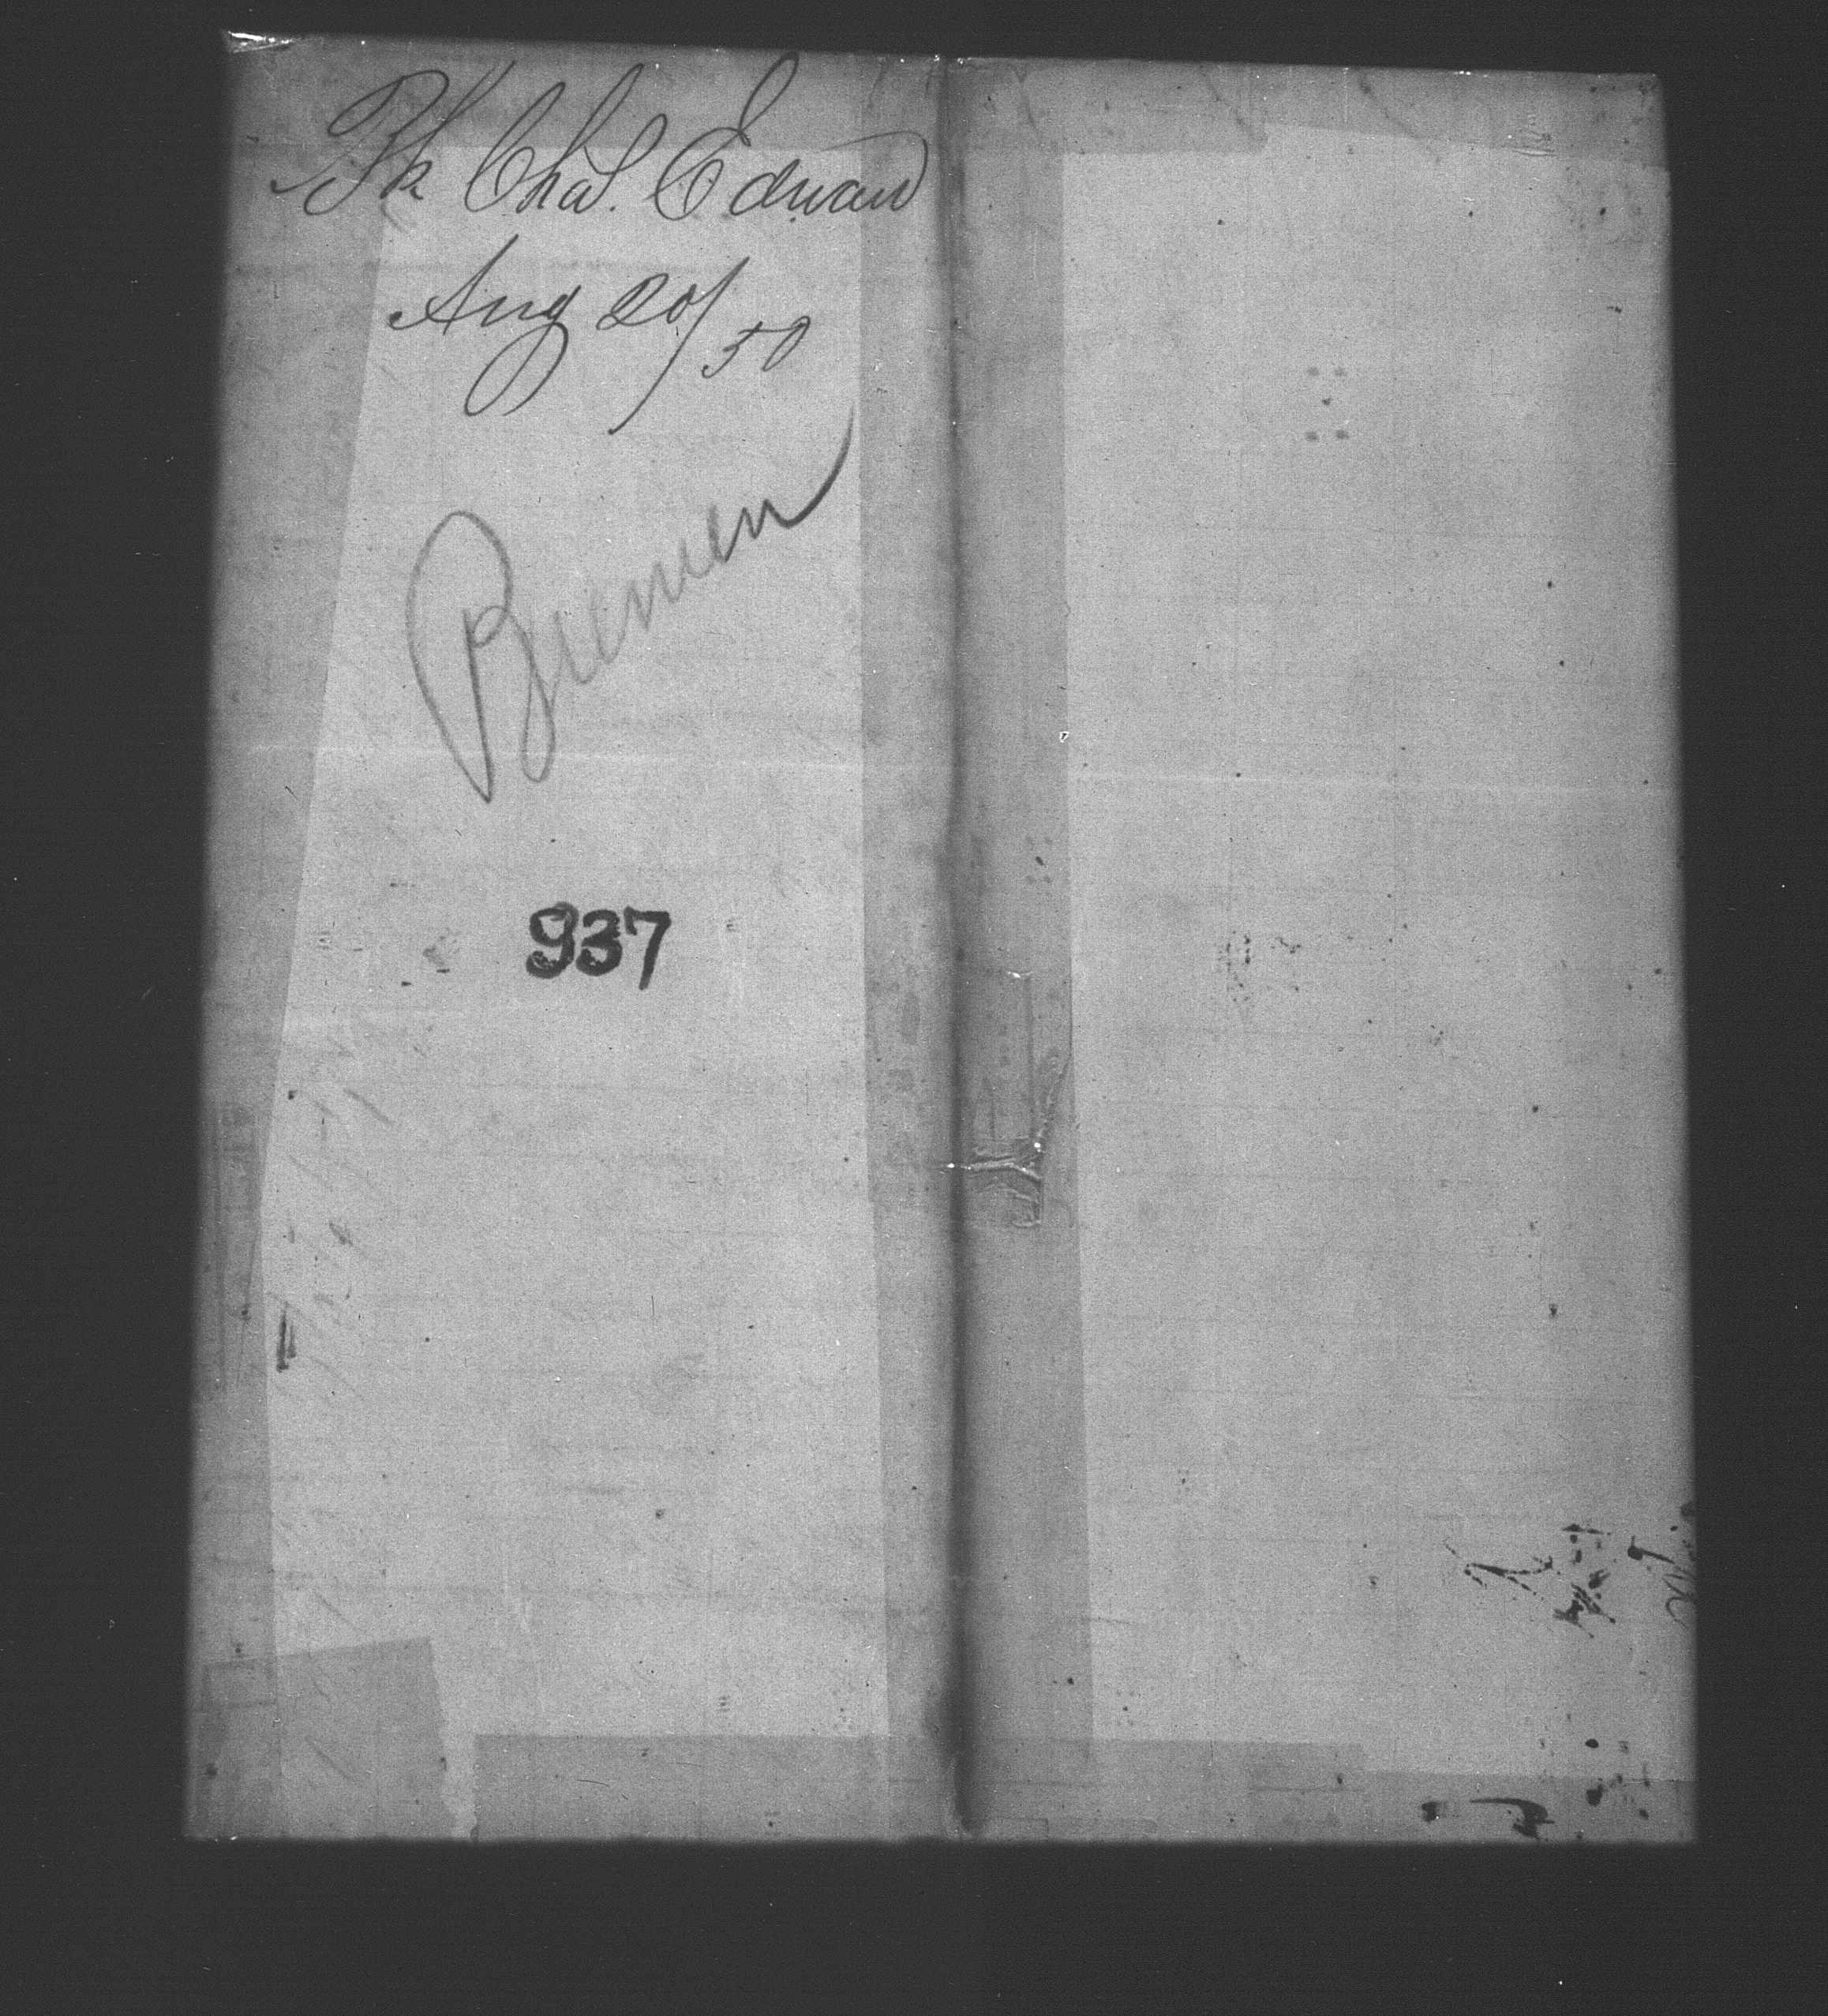 Bk Chas. Edward
Aug 20/50
Bremen
937